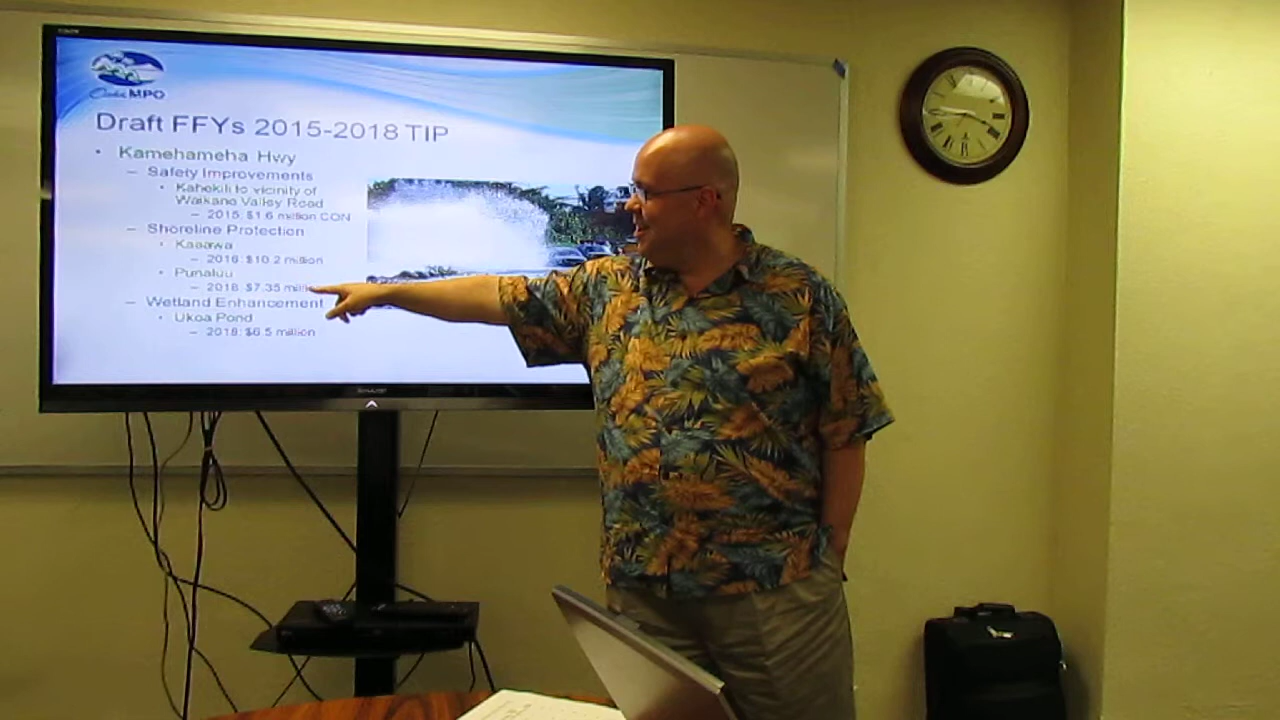 Oahu MPO
Draft FFYs 2015-2018 TIP
• Kamehameha Hwy
– Safety Improvements
• Kahekili to vicinity of
Waikane Valley Road
– 2015: $1.6 million CON
– Shoreline Protection
• Kaaawa
– 2016: $10.2 million
• Punaluu
– 2018: $7.35 milli
– Wetland Enhancement
• Ukoa Pond
– 2018: $6.5 million
SHARP